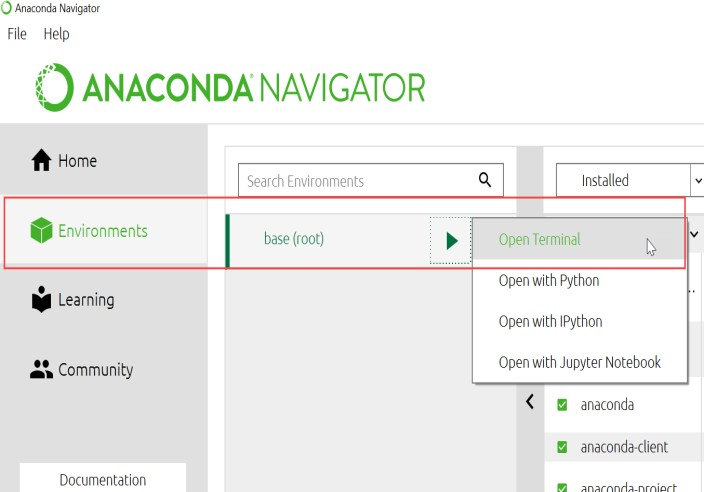 Anaconda Navigator
File Help
ANACONDA NAVIGATOR
Home
Search Environments
Installed
Environments
base (root)
Open Terminal
Open with Python
Learning
Open with IPython
Community
Open with Jupyter Notebook
anaconda
anaconda-client
Documentation
anaconda-project